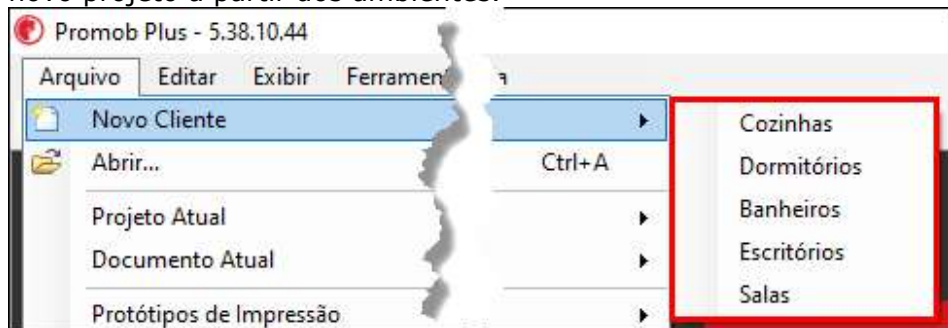 novo projeto a partir dos ambientes.
Promob Plus - 5.38.10.44
Arquivo Editar Exibir
Novo Cliente
Cozinhas
Abrir... Ctrl+A
Dormitórios
Projeto Atual
Banheiros
Documento Atual
Escritórios
Salas
Protótipos de Impressão